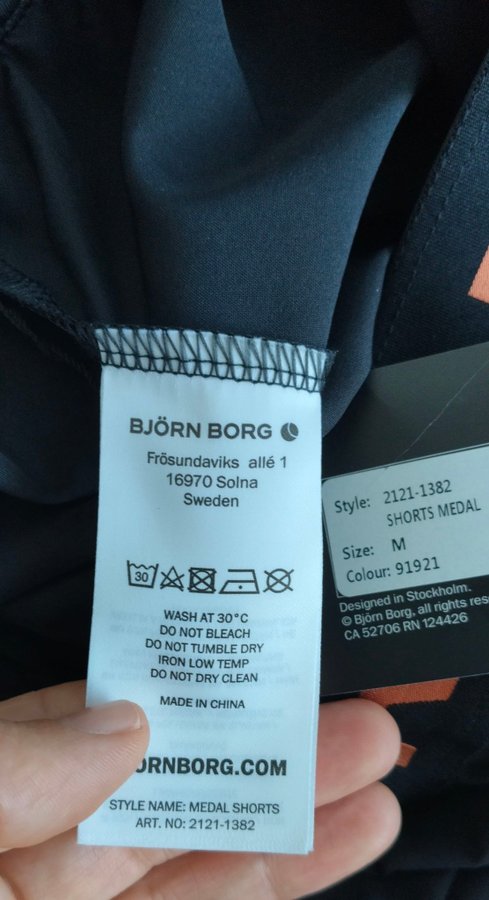 BJÖRN BORG
Frösundaviks allé 1
16970 Solna
Sweden
30
WASH AT 30°C
DO NOT BLEACH
DO NOT TUMBLE DRY
IRON LOW TEMP
DO NOT DRY CLEAN
MADE IN CHINA
ORNBORG.COM
STYLE NAME: MEDAL SHORTS
ART. NO: 2121-1382
Style: 2121-1382
SHORTS MEDAL
Size: M
Colour: 91921
Designed in Stockholm.
© Björn Borg, all rights
CA 52706 RN 124426